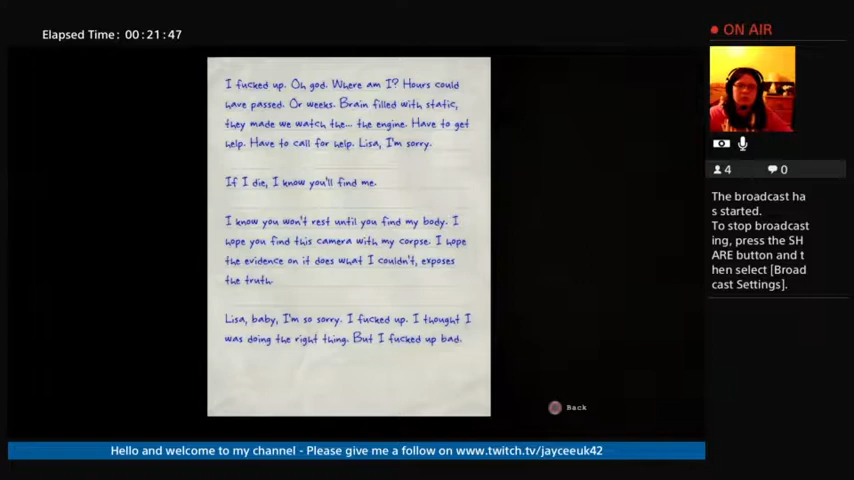 Elapsed Time: 00:21:47
ON AIR
I fucked up. Oh god. Where am I? Hours could
have passed. Or weeks. Brain filled with static,
they made we watch the... the engine. Have to get
help. Have to call for help. Lisa, I'm sorry.
If I die, I know you'll find me.
I know you won't rest until you find my body. I
hope you find this camera with my corpse. I hope
the evidence on it does what I couldn't, exposes
the truth.
Lisa, baby, I'm so sorry. I fucked up. I thought I
was doing the right thing. But I fucked up bad.
Back
4
0
The broadcast ha
s started.
To stop broadcast
ing, press the SH
ARE button and t
hen select [Broad
cast Settings].
Hello and welcome to my channel - Please give me a follow on www.twitch.tv/jayceeuk42